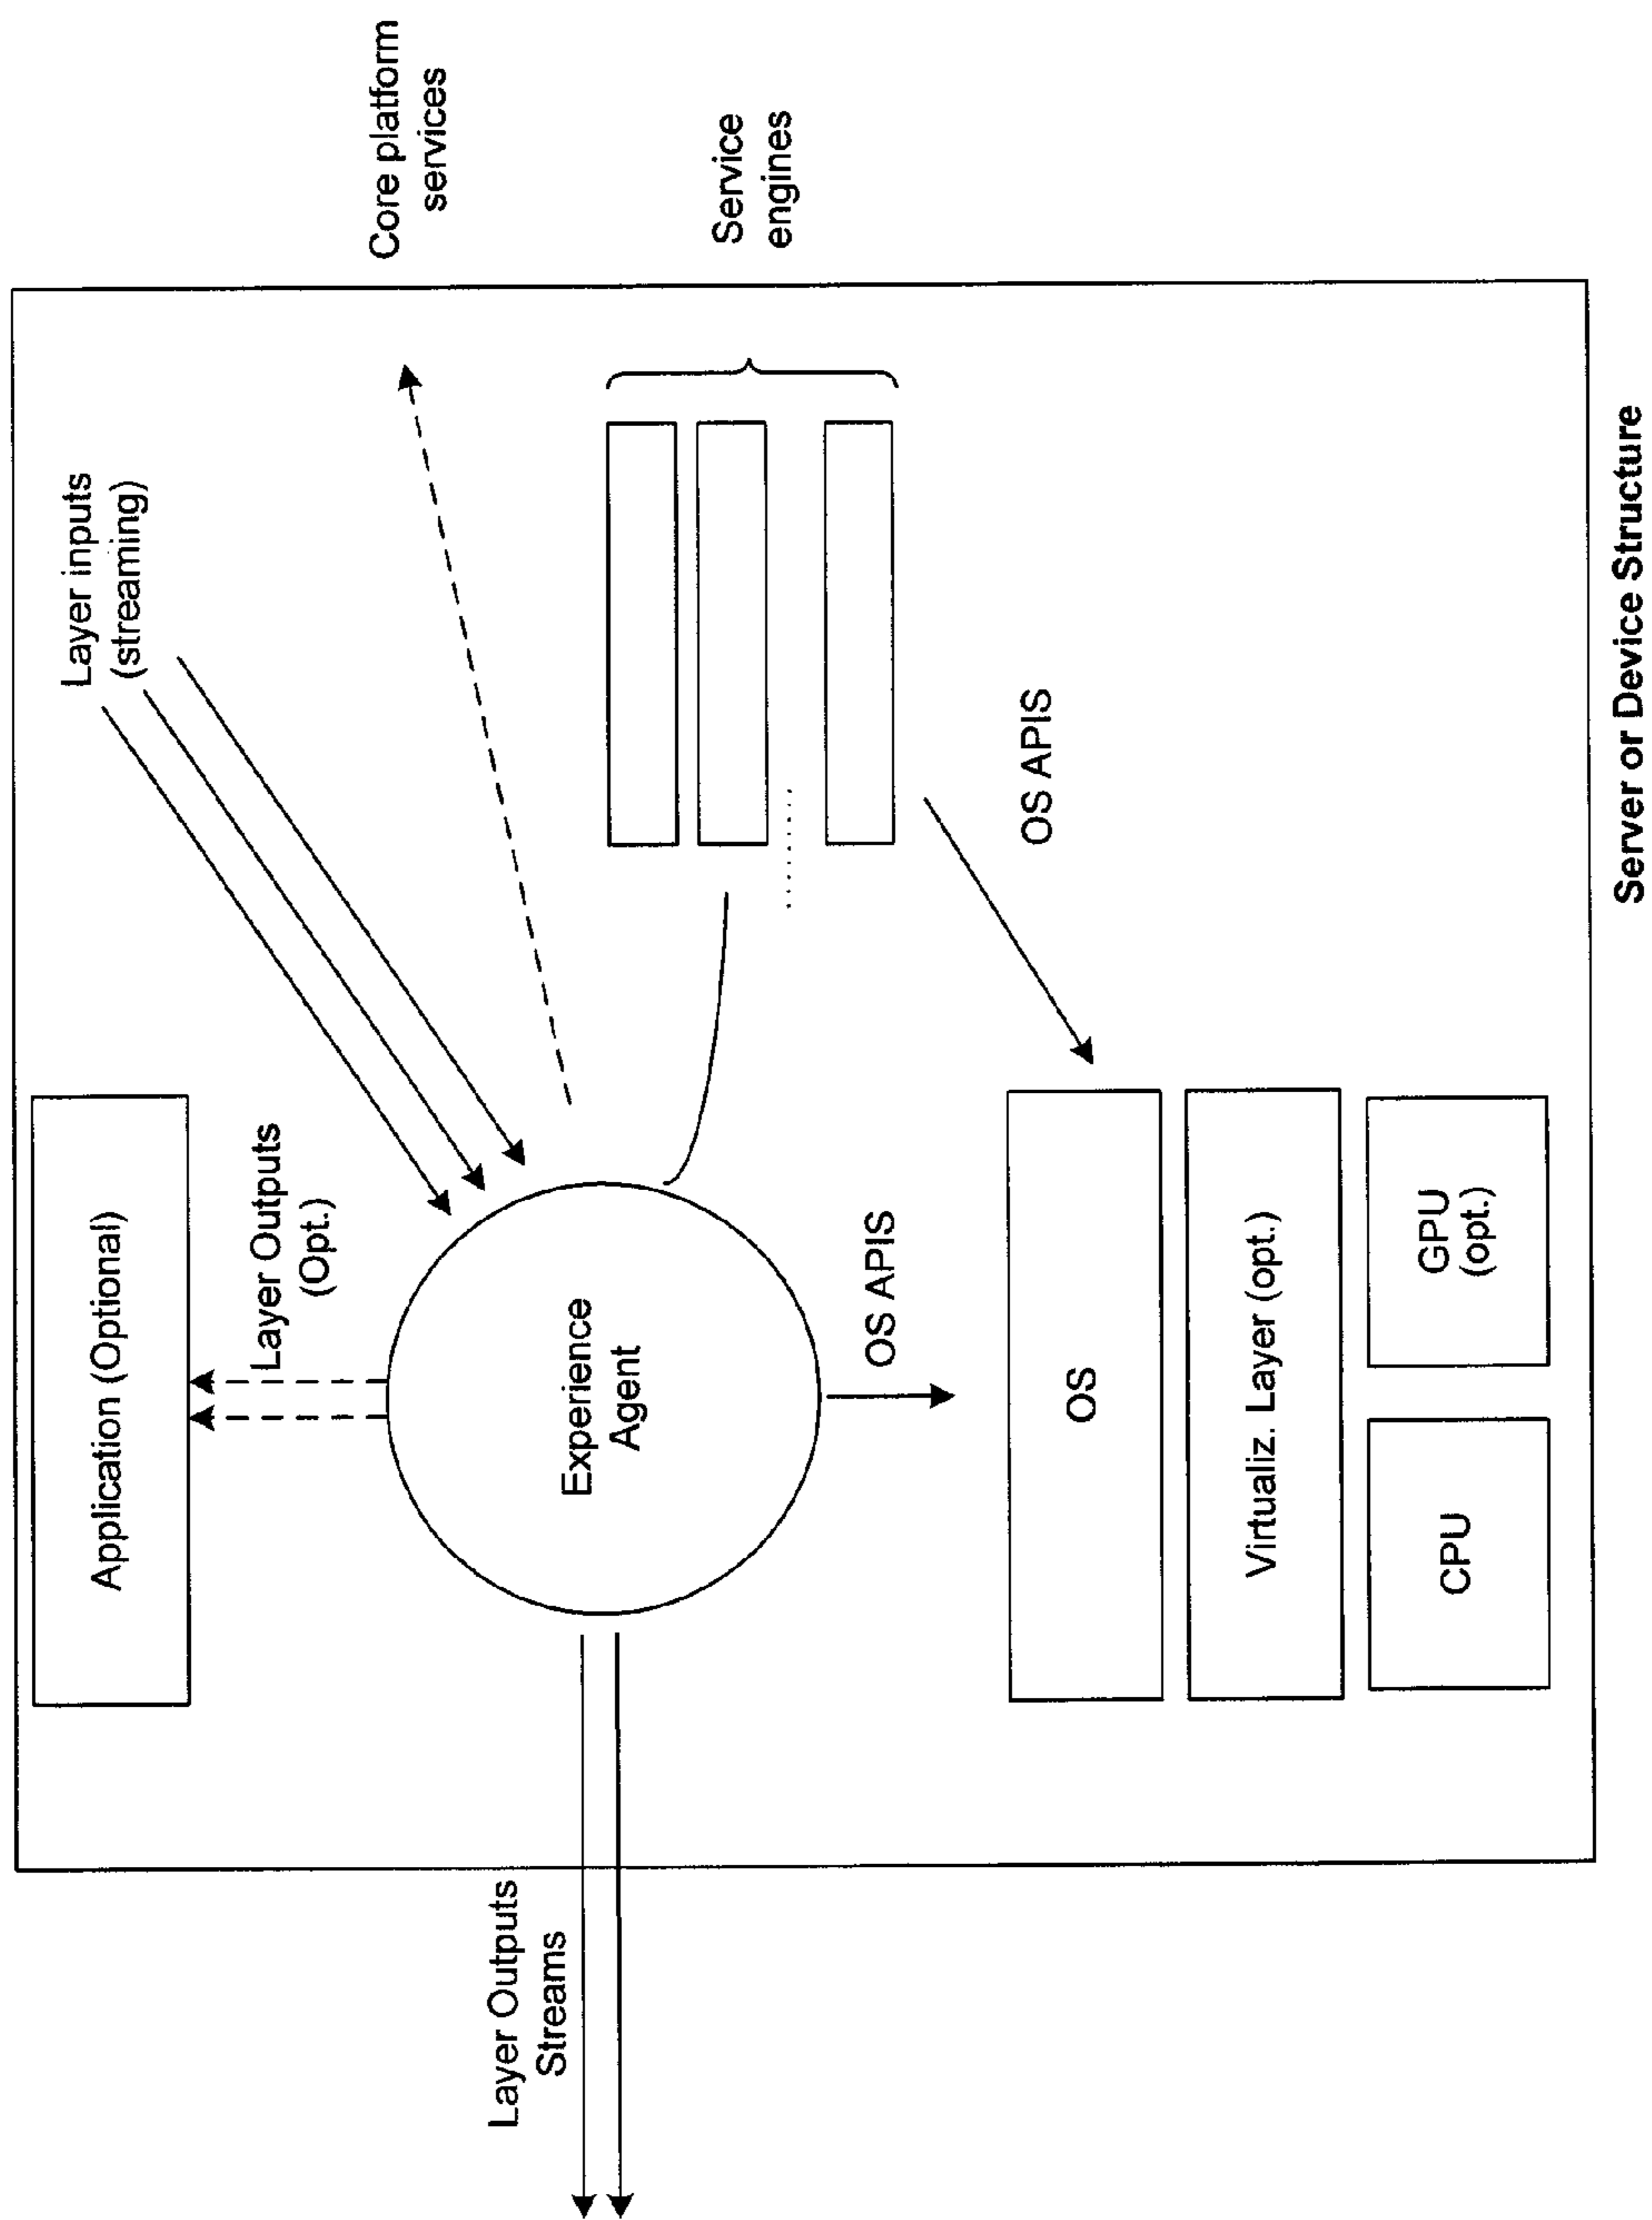 Application (Optional)
Layer inputs
(streaming)
Layer Outputs
(Opt.)
Core platform
services
Layer Outputs
Streams
Experience
Agent
Service
engines
OS APIS
OS APIS
OS
Virtualiz. Layer (opt.)
CPU
GPU
(opt.)
Server or Device Structure